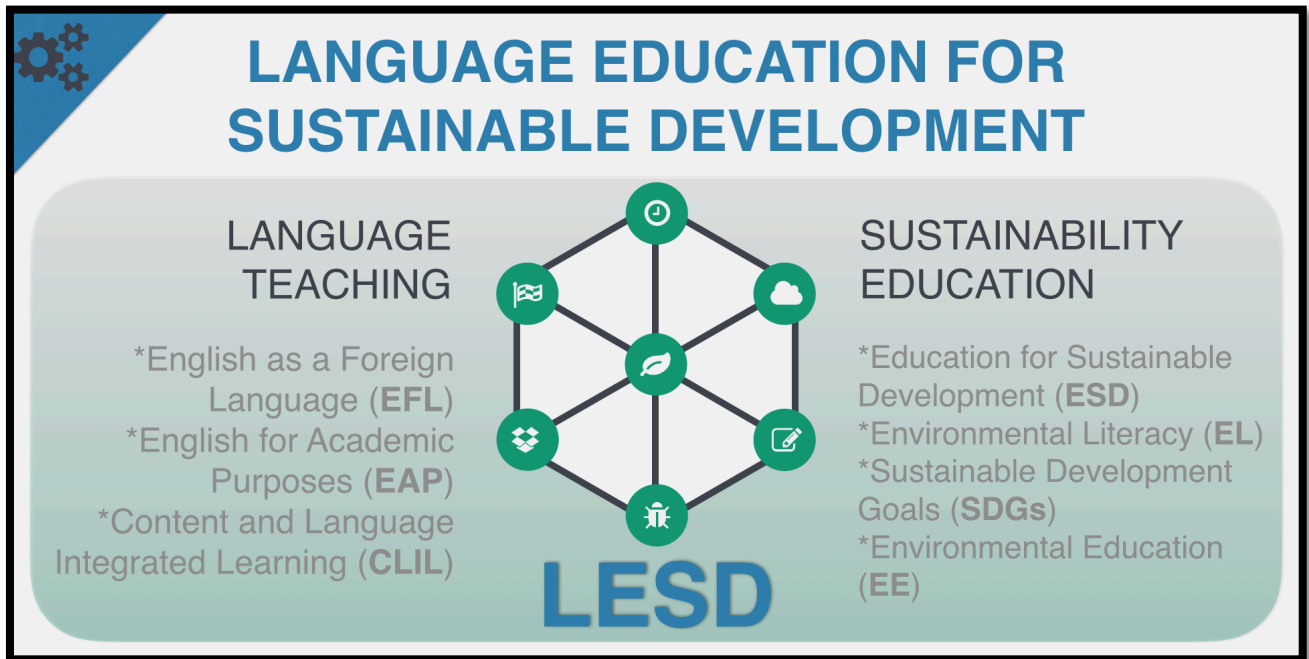 LANGUAGE EDUCATION FOR
SUSTAINABLE DEVELOPMENT
LANGUAGE
TEACHING
*English as a Foreign
Language (EFL)
*English for Academic
Purposes (EAP)
*Content and Language
Integrated Learning (CLIL)
SUSTAINABILITY
EDUCATION
*Education for Sustainable
Development (ESD)
*Environmental Literacy (EL)
*Sustainable Development
Goals (SDGs)
*Environmental Education
(EE)
LESD